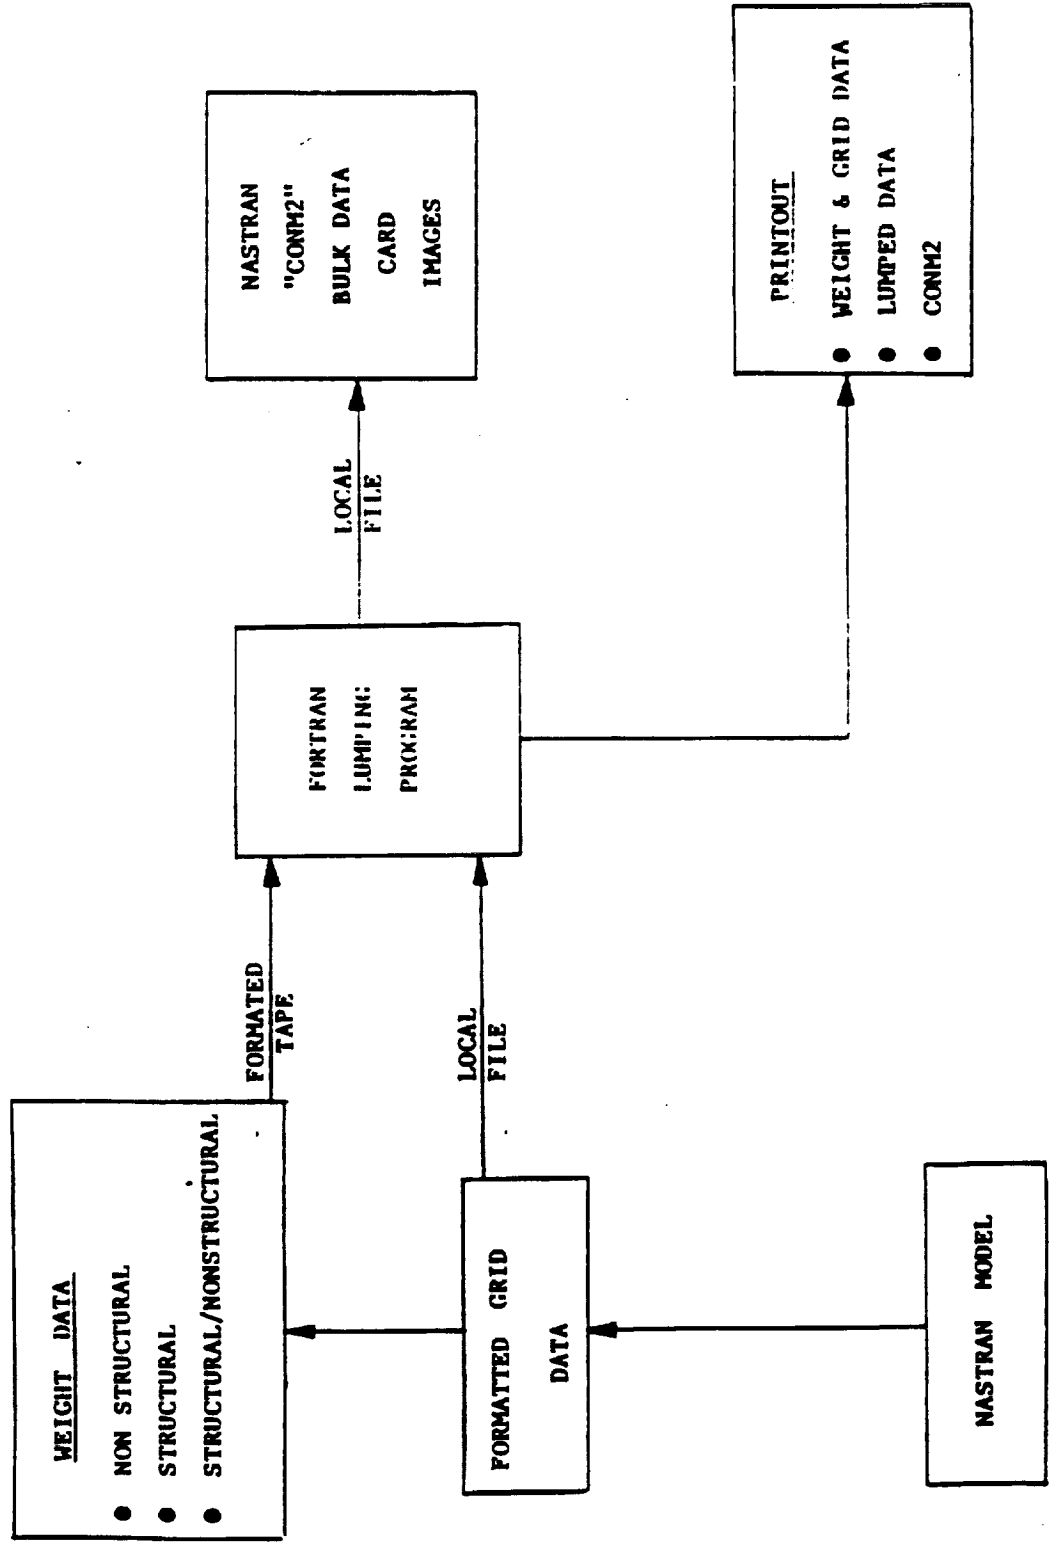 WEIGHT DATA
● NON STRUCTURAL
● STRUCTURAL
● STRUCTURAL/NONSTRUCTURAL
FORMATED
TAPE
FORMATTED GRID
DATA
LOCAL
FILE
NASTRAN MODEL
FORTRAN
LUMPING
PROGRAM
LOCAL
FILE
NASTRAN
"CONM2"
BULK DATA
CARD
IMAGES
PRINTOUT
● WEIGHT & GRID DATA
● LUMPED DATA
● CONM2